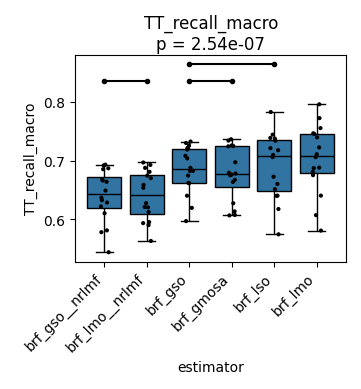 TT_recall_macro
p = 2.54e-07
TT_recall_macro
0.8
0.7
0.6
brf_gso__nrlmf
brf_lmo__nrlmf
brf_gso
brf_gmosa
brf_lso
brf_lmo
estimator